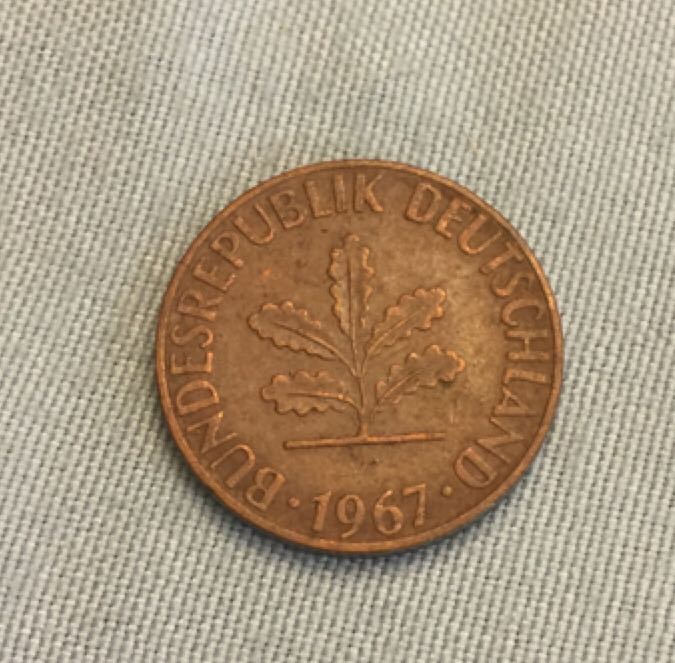 BUNDESREPUBLIK DEUTSCHLAND
· 1967 ·